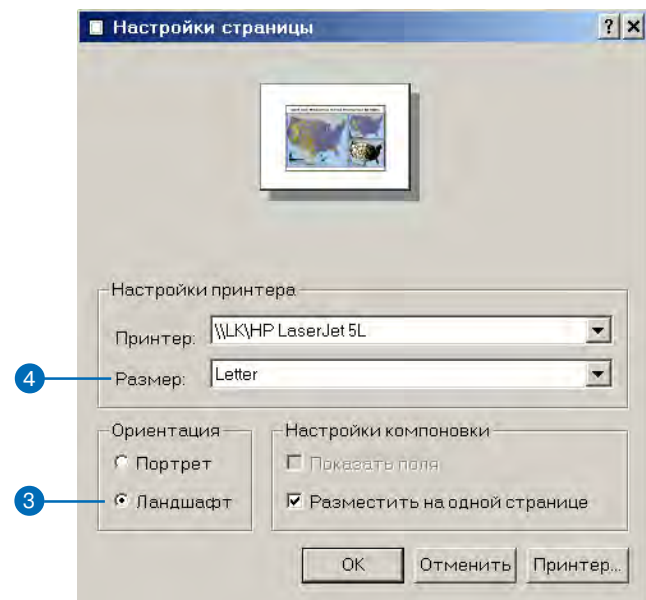 Настройки страницы
Настройки принтера
Принтер: \\LK\HP LaserJet 5L
4 Размер: Letter
Ориентация
Портрет
3 Ландшафт
Настройки компоновки
Показать поля
Разместить на одной странице
OK Отменить Принтер...